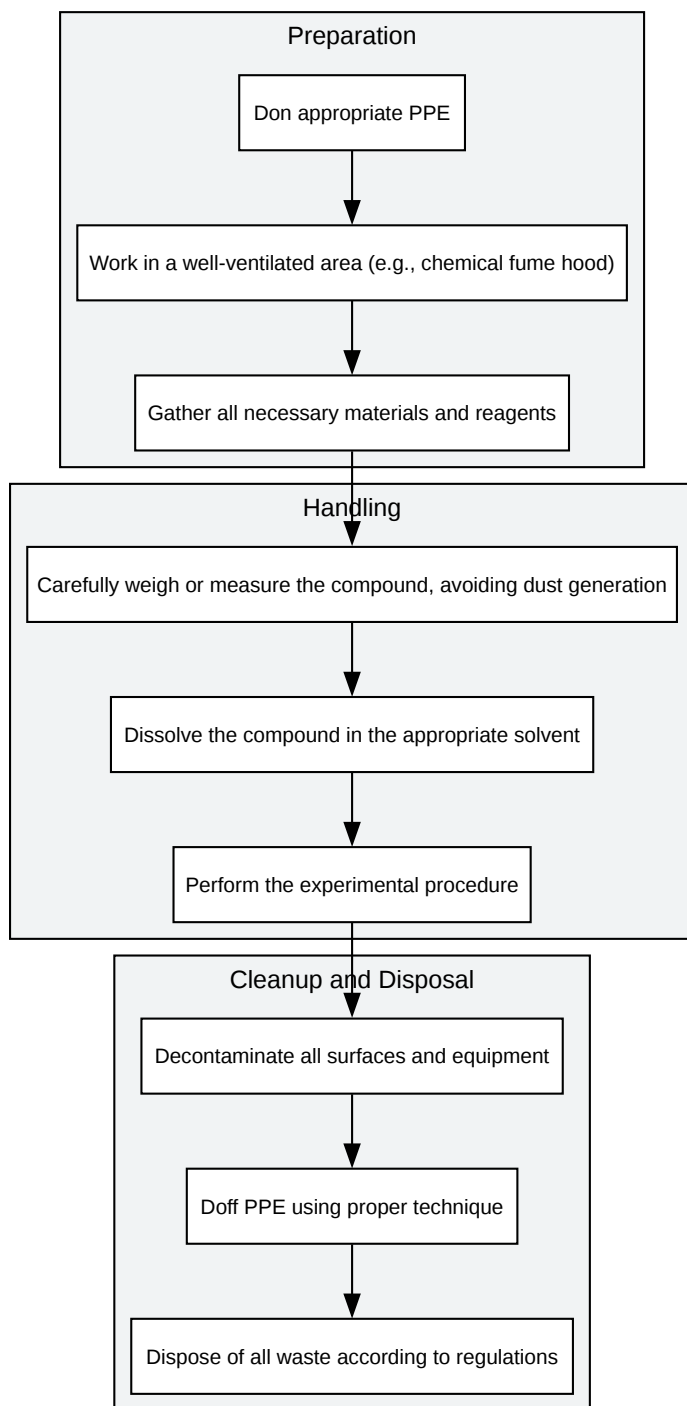 Preparation
Don appropriate PPE
Work in a well-ventilated area (e.g., chemical fume hood)
Gather all necessary materials and reagents
Handling
Carefully weigh or measure the compound, avoiding dust generation
Dissolve the compound in the appropriate solvent
Perform the experimental procedure
Cleanup and Disposal
Decontaminate all surfaces and equipment
Doff PPE using proper technique
Dispose of all waste according to regulations